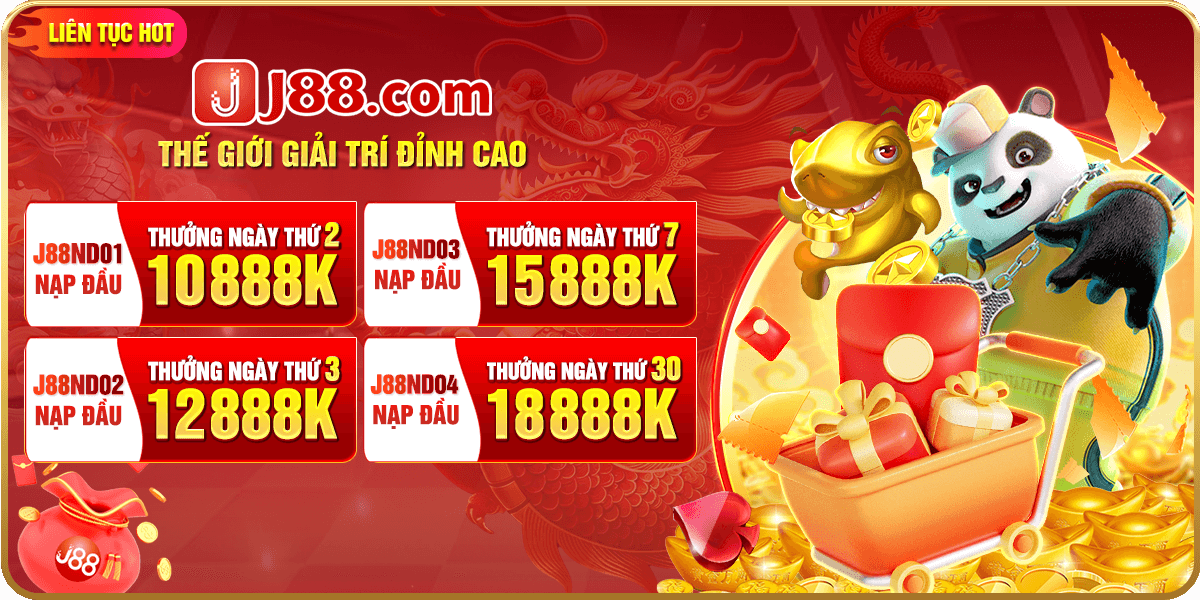 LIÊN TỤC HOT
J J88.com
THẾ GIỚI GIẢI TRÍ ĐỈNH CAO
J88ND01
NẠP ĐẦU
THƯỞNG NGÀY THỨ 2
10888K
J88ND03
NẠP ĐẦU
THƯỞNG NGÀY THỨ 7
15888K
J88ND02
NẠP ĐẦU
THƯỞNG NGÀY THỨ 3
12888K
J88ND04
NẠP ĐẦU
THƯỞNG NGÀY THỨ 30
18888K
J88